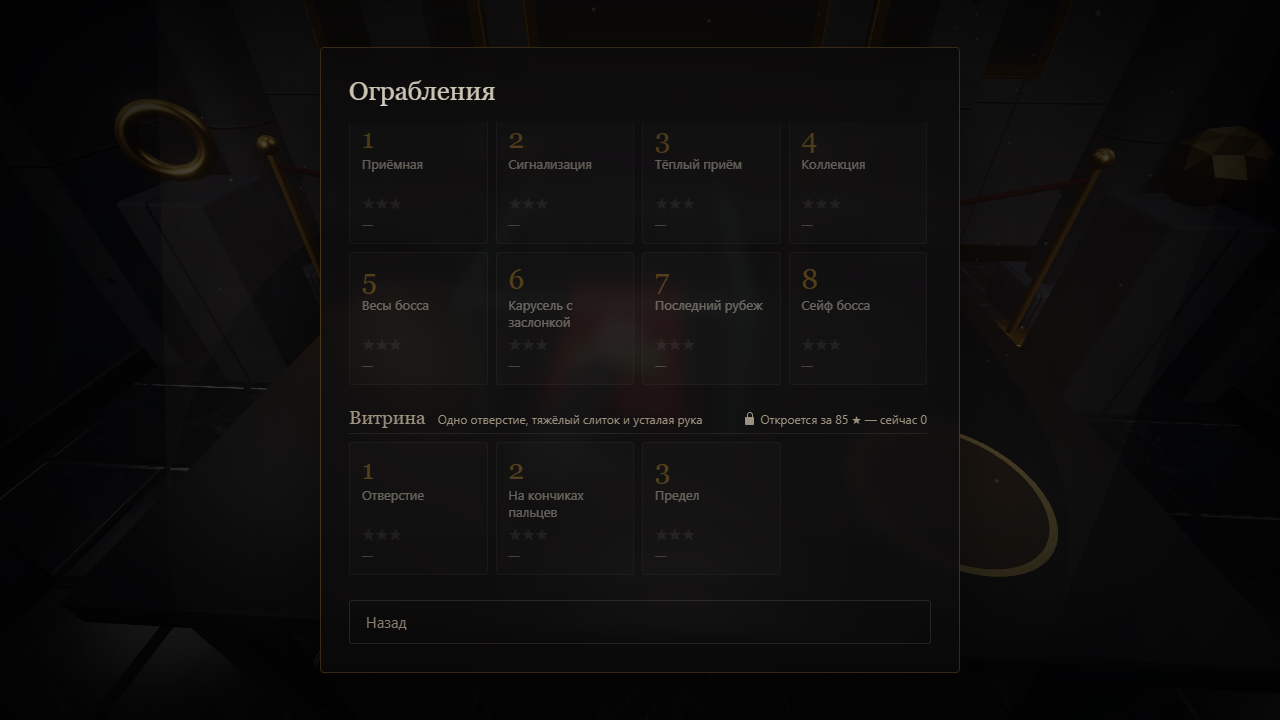 Ограбления
1 2 3 4
Приёмная Сигнализация Тёплый приём Коллекция
★★★ ★★★ ★★★ ★★★
— — — —
5 6 7 8
Весы босса Карусель с заслонкой Последний рубеж Сейф босса
★★★ ★★★ ★★★ ★★★
— — — —
Витрина Одно отверстие, тяжёлый слиток и усталая рука Откроется за 85 ★ — сейчас 0
1 2 3
Отверстие На кончиках пальцев Предел
★★★ ★★★ ★★★
— — —
Назад